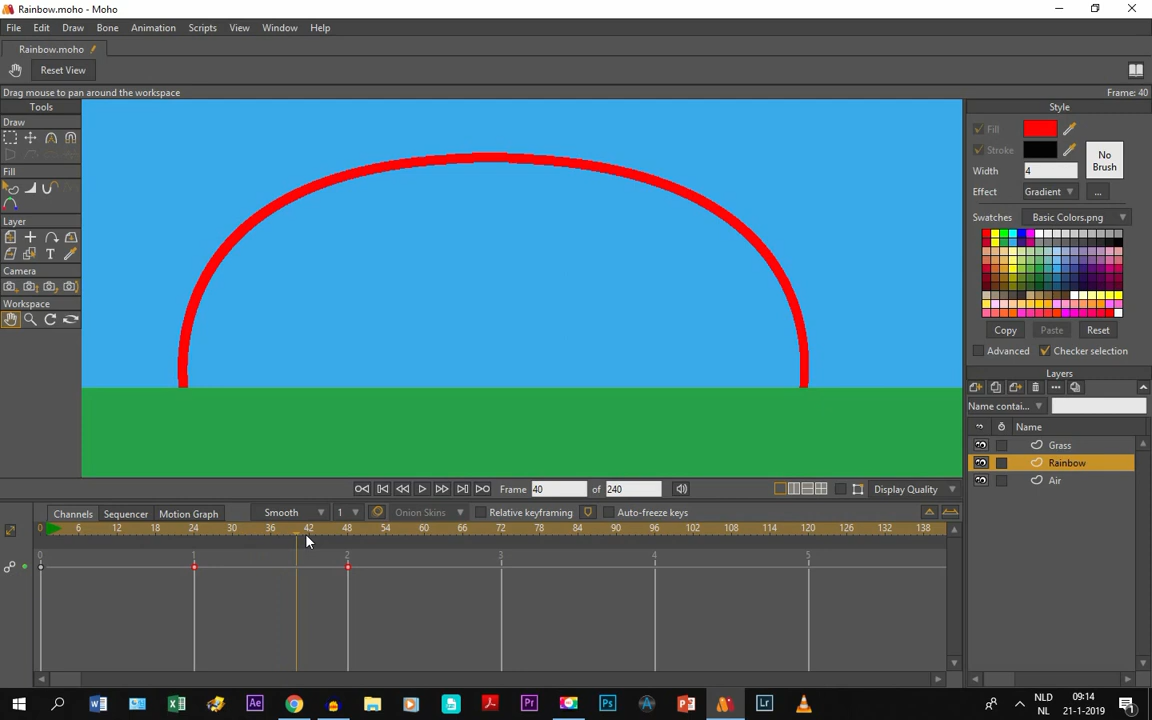 Rainbow.moho - Moho
File Edit Draw Bone Animation Scripts View Window Help
Rainbow.moho
Reset View
Drag mouse to pan around the workspace
Frame: 40
Tools
Draw
Fill
Layer
Camera
Workspace
Style
Fill
Stroke
No Brush
Width 4
Effect Gradient ...
Swatches Basic Colors.png
Copy Paste Reset
Advanced Checker selection
Layers
Name contai...
Name
Grass
Rainbow
Air
Frame 40 of 240 Display Quality
Channels Sequencer Motion Graph Smooth 1 Onion Skins Relative keyframing Auto-freeze keys
0 6 12 18 24 30 36 42 48 54 60 66 72 78 84 90 96 102 108 114 120 126 132 138
0 1 2 3 4 5
NLD 09:14
NL 21-1-2019